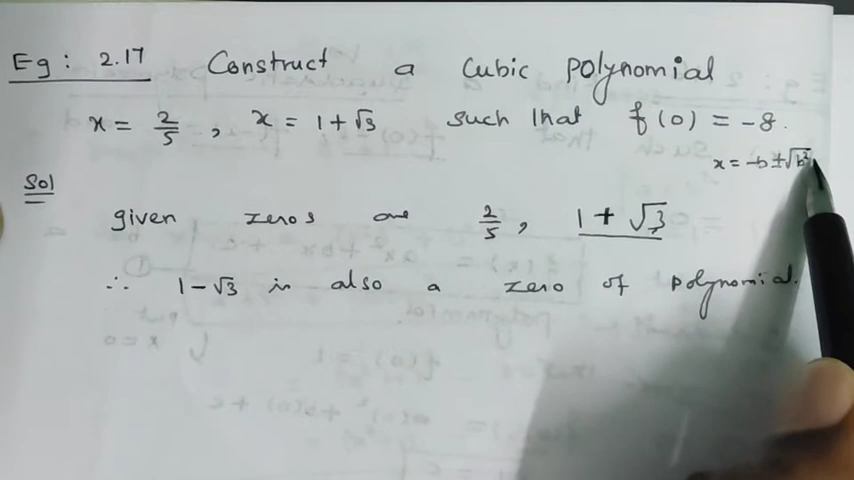 Eg: 2.17 Construct a cubic polynomial
x = 2/5, x = 1+√3 such that f(0) = -8.
x = -b ± √b²
Sol
given zeros are 2/5, 1+√3
∴ 1-√3 is also a zero of polynomial.